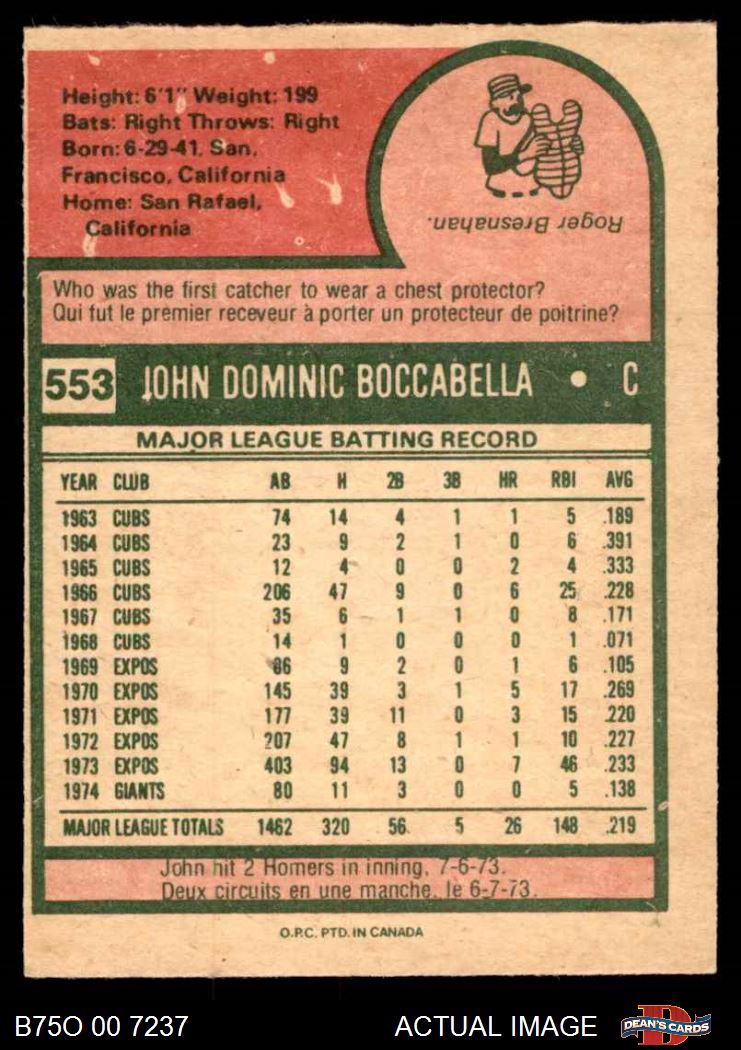 Height: 6'1" Weight: 199
Bats: Right Throws: Right
Born: 6-29-41, San,
Francisco, California
Home: San Rafael,
California
Roger Bresnahan.
Who was the first catcher to wear a chest protector?
Qui fut le premier receveur à porter un protecteur de poitrine?
553 JOHN DOMINIC BOCCABELLA • C
MAJOR LEAGUE BATTING RECORD
YEAR CLUB AB H 2B 3B HR RBI AVG
1963 CUBS 74 14 4 1 1 5 .189
1964 CUBS 23 9 2 1 0 6 .391
1965 CUBS 12 4 0 0 2 4 .333
1966 CUBS 206 47 9 0 6 25 .228
1967 CUBS 35 6 1 1 0 8 .171
1968 CUBS 14 1 0 0 0 1 .071
1969 EXPOS 86 9 2 0 1 6 .105
1970 EXPOS 145 39 3 1 5 17 .269
1971 EXPOS 177 39 11 0 3 15 .220
1972 EXPOS 207 47 8 1 1 10 .227
1973 EXPOS 403 94 13 0 7 46 .233
1974 GIANTS 80 11 3 0 0 5 .138
MAJOR LEAGUE TOTALS 1462 320 56 5 26 148 .219
John hit 2 Homers in inning, 7-6-73.
Deux circuits en une manche, le 6-7-73.
O.P.C. PTD. IN CANADA
B75O 00 7237 ACTUAL IMAGE DEAN'S CARDS